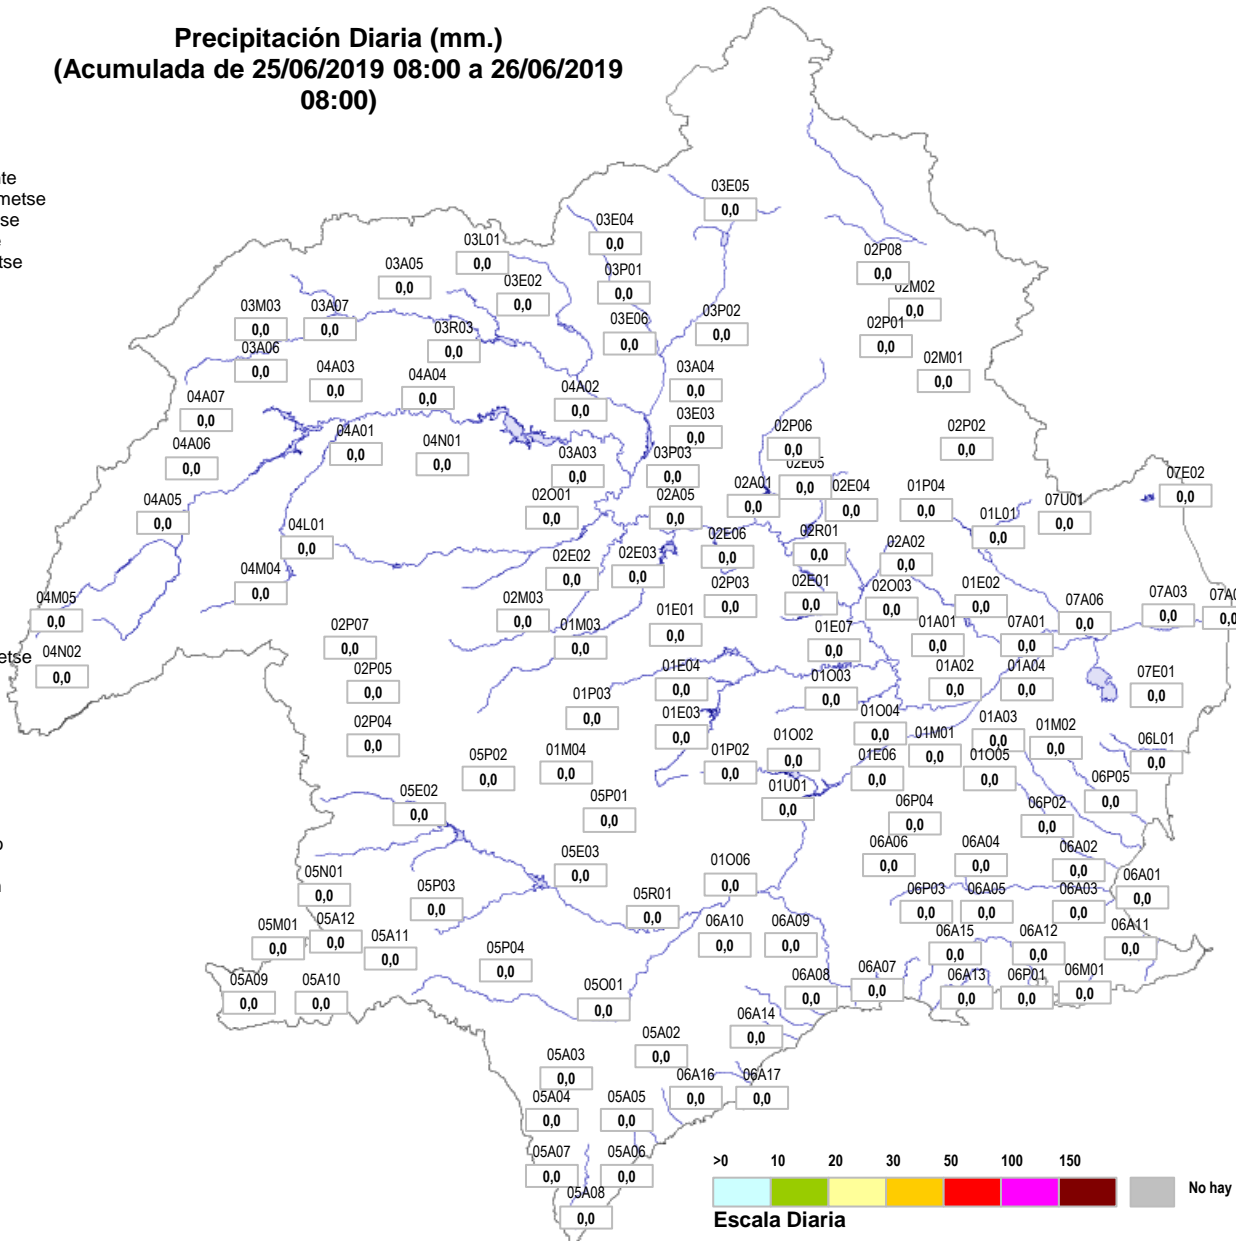 Precipitación Diaria (mm.)
(Acumulada de 25/06/2019 08:00 a 26/06/2019
08:00)
03E05
0,0
03E04
0,0
03L01
0,0
02P08
0,0
03A05
0,0
03P01
0,0
03E02
0,0
02M02
0,0
03M03
0,0
03A07
0,0
03E06
0,0
03P02
0,0
02P01
0,0
03R03
0,0
03A06
0,0
02M01
0,0
04A03
0,0
04A04
0,0
03A04
0,0
04A02
0,0
04A07
0,0
03E03
0,0
04A01
0,0
04N01
0,0
02P06
0,0
02P02
0,0
04A06
0,0
03A03
0,0
03P03
0,0
02E05
0,0
07E02
0,0
04A05
0,0
02O01
0,0
02A05
0,0
02A01
0,0
02E04
0,0
01P04
0,0
07U01
0,0
01L01
0,0
04L01
0,0
02E06
0,0
02R01
0,0
02A02
0,0
02E02
0,0
02E03
0,0
04M04
0,0
02P03
0,0
02E01
0,0
02O03
0,0
01E02
0,0
07A03
0,0
07A0
0,0
04M05
0,0
02M03
0,0
07A06
0,0
01E01
0,0
02P07
0,0
01M03
0,0
01E07
0,0
01A01
0,0
07A01
0,0
etse
04N02
0,0
02P05
0,0
01E04
0,0
01O03
0,0
01A02
0,0
01A04
0,0
07E01
0,0
01P03
0,0
02P04
0,0
01E03
0,0
01O04
0,0
01A03
0,0
01M02
0,0
05P02
0,0
01M04
0,0
01P02
0,0
01O02
0,0
01M01
0,0
01E06
0,0
01O05
0,0
06L01
0,0
05E02
0,0
05P01
0,0
01U01
0,0
06P04
0,0
06P02
0,0
06P05
0,0
05E03
0,0
01O06
0,0
06A06
0,0
06A04
0,0
06A02
0,0
05N01
0,0
05P03
0,0
05R01
0,0
06P03
0,0
06A05
0,0
06A03
0,0
06A01
0,0
05M01
0,0
05A12
0,0
05A11
0,0
06A10
0,0
06A09
0,0
06A15
0,0
06A12
0,0
06A11
0,0
05P04
0,0
05A09
0,0
05A10
0,0
05O01
0,0
06A08
0,0
06A07
0,0
06A13
0,0
06P01
0,0
06M01
0,0
06A14
0,0
05A02
0,0
05A03
0,0
06A16
0,0
06A17
0,0
05A04
0,0
05A05
0,0
05A07
0,0
05A06
0,0
05A08
0,0
>0 10 20 30 50 100 150
No hay
Escala Diaria